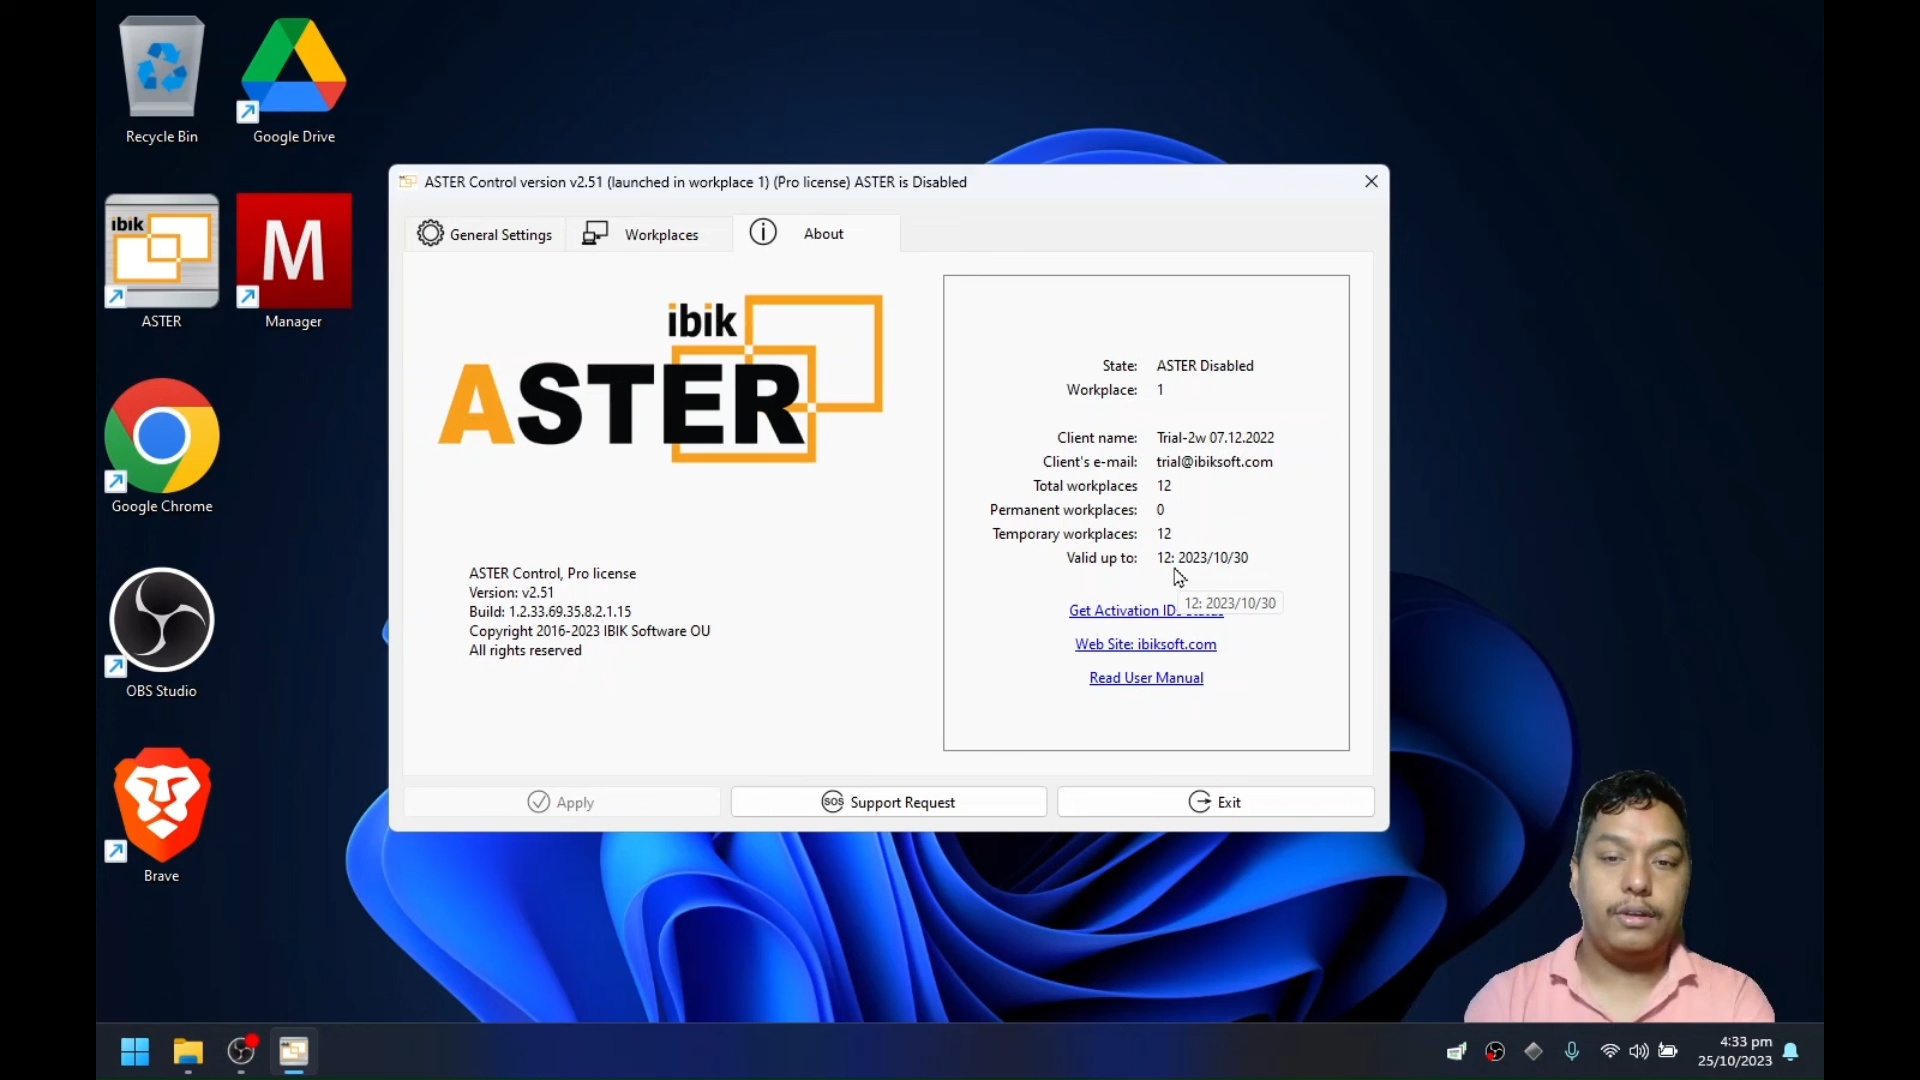 Recycle Bin
Google Drive
ibik
ASTER
M
Manager
Google Chrome
OBS Studio
Brave
ASTER Control version v2.51 (launched in workplace 1) (Pro license) ASTER is Disabled
General Settings
Workplaces
About
ibik
ASTER
ASTER Control, Pro license
Version: v2.51
Build: 1.2.33.69.35.8.2.1.15
Copyright 2016-2023 IBIK Software OU
All rights reserved
State: ASTER Disabled
Workplace: 1
Client name: Trial-2w 07.12.2022
Client's e-mail: trial@ibiksoft.com
Total workplaces 12
Permanent workplaces: 0
Temporary workplaces: 12
Valid up to: 12: 2023/10/30
12: 2023/10/30
Get Activation
Web Site: ibiksoft.com
Read User Manual
Apply
SOS Support Request
Exit
4:33 pm
25/10/2023